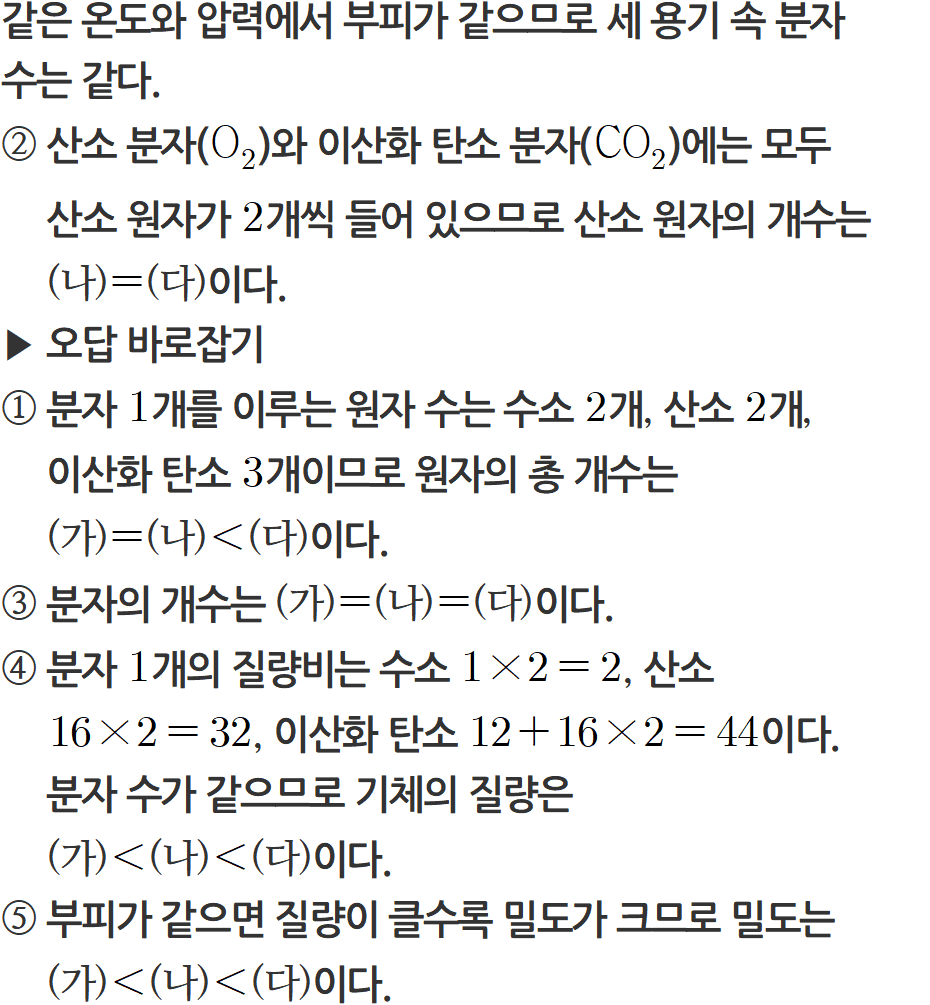 같은 온도와 압력에서 부피가 같으므로 세 용기 속 분자
수는 같다.
② 산소 분자(O₂)와 이산화 탄소 분자(CO₂)에는 모두
산소 원자가 2개씩 들어 있으므로 산소 원자의 개수는
(나)=(다)이다.
▶ 오답 바로잡기
① 분자 1개를 이루는 원자 수는 수소 2개, 산소 2개,
이산화 탄소 3개이므로 원자의 총 개수는
(가)=(나)<(다)이다.
③ 분자의 개수는 (가)=(나)=(다)이다.
④ 분자 1개의 질량비는 수소 1×2=2, 산소
16×2=32, 이산화 탄소 12+16×2=44이다.
분자 수가 같으므로 기체의 질량은
(가)<(나)<(다)이다.
⑤ 부피가 같으면 질량이 클수록 밀도가 크므로 밀도는
(가)<(나)<(다)이다.